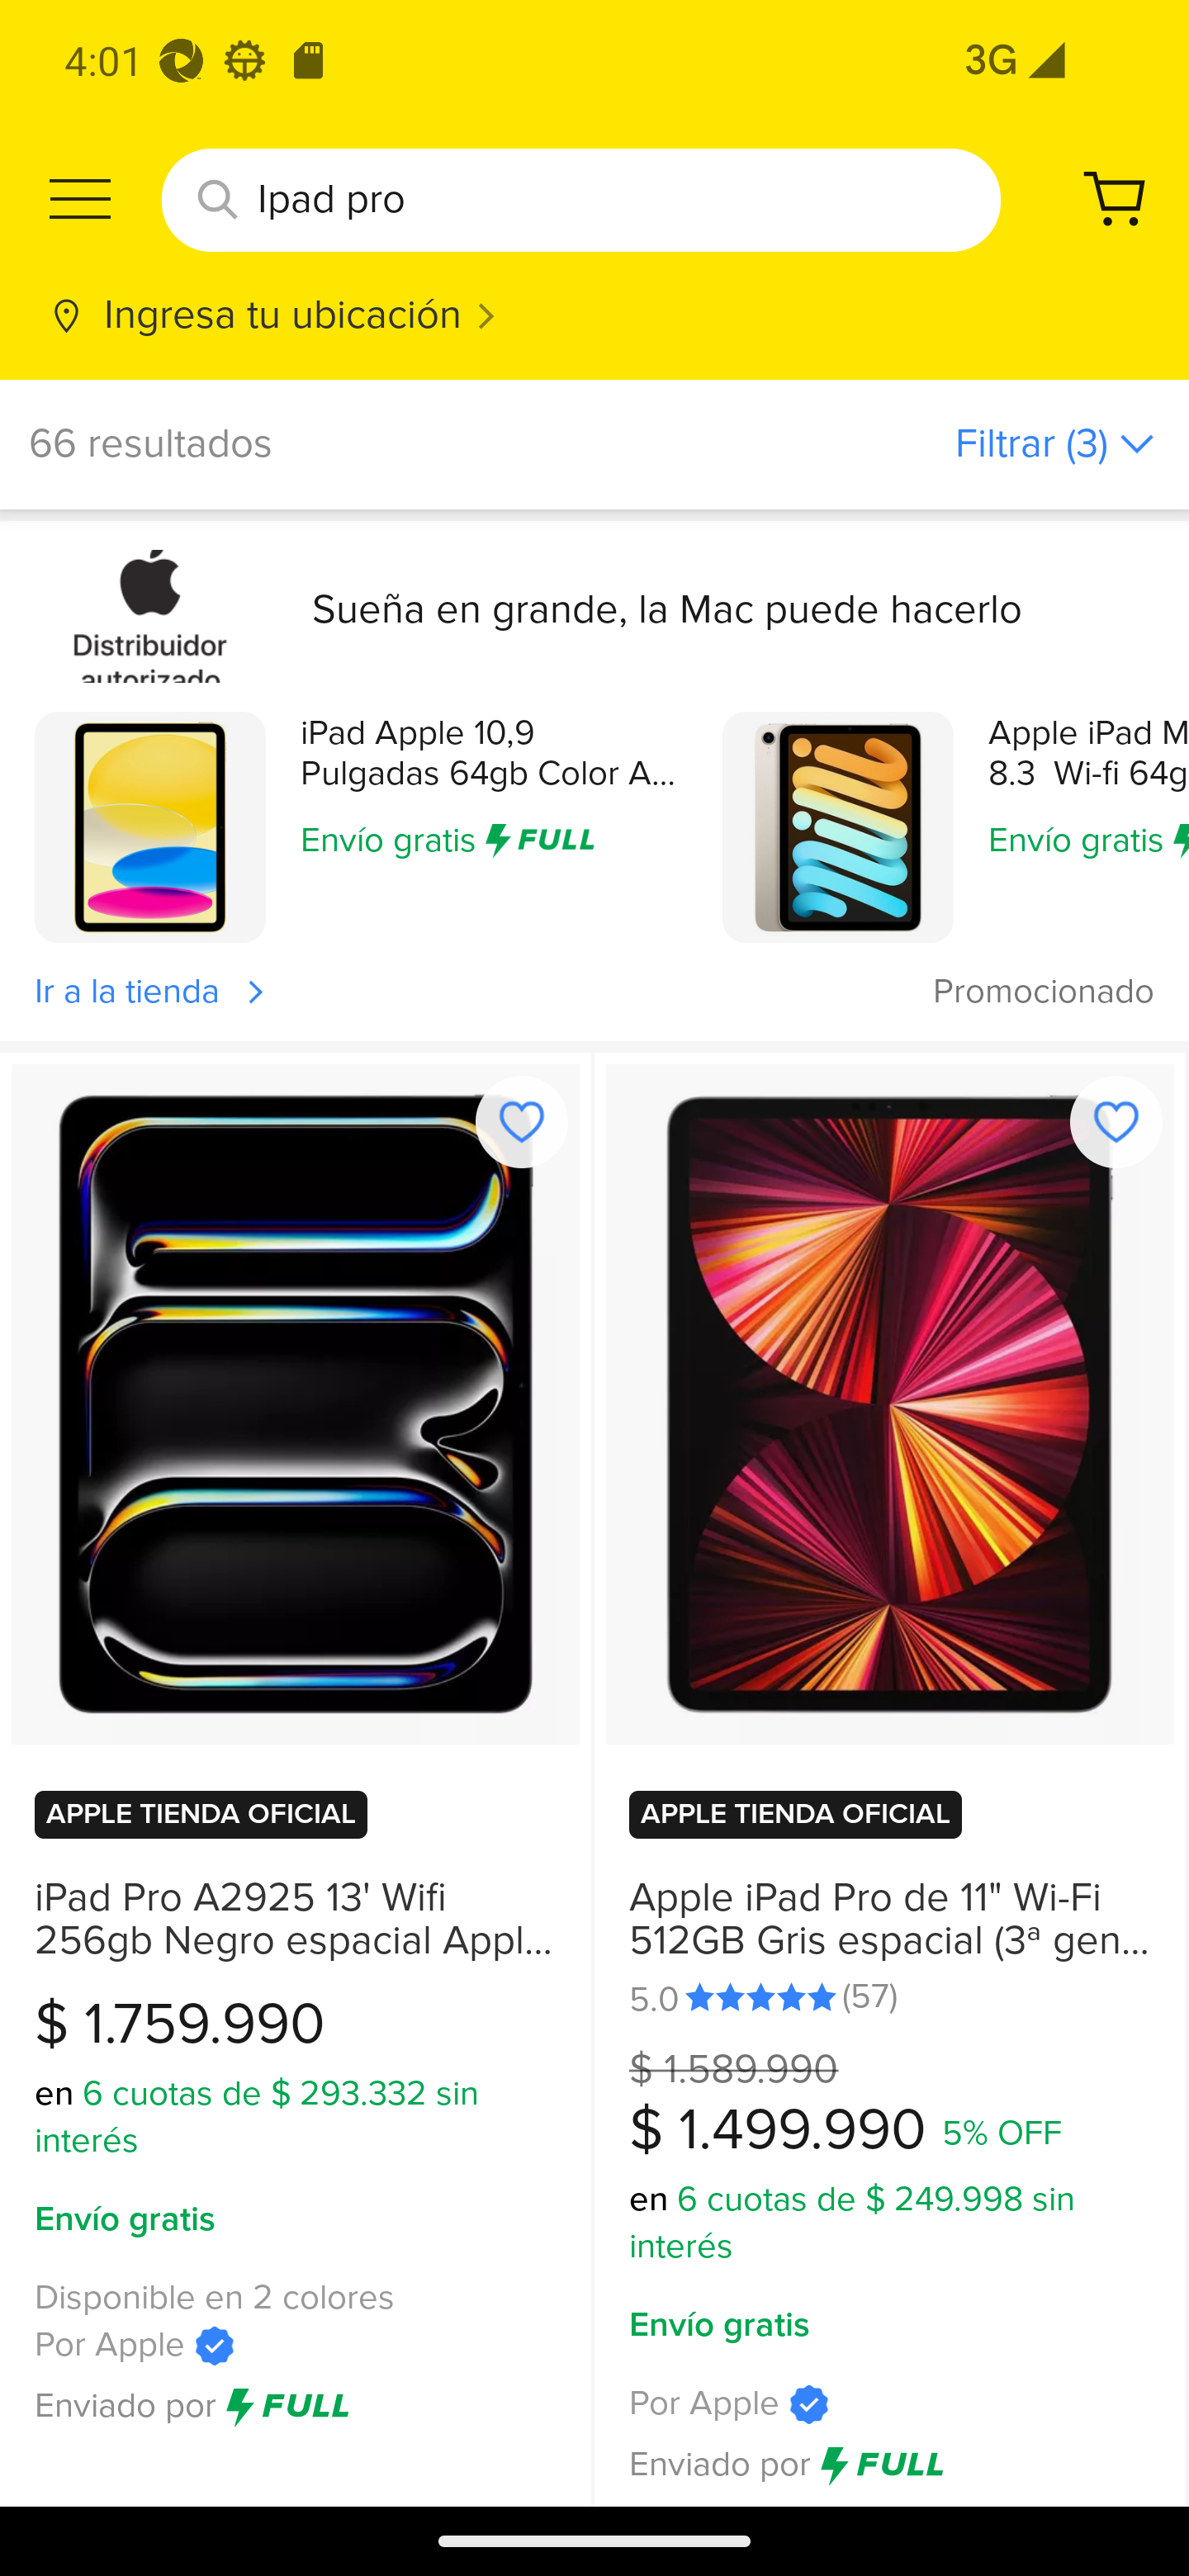 4:01
3G
Ipad pro
Ingresa tu ubicación
66 resultados
Filtrar (3)
Distribuidor
autorizado
Sueña en grande, la Mac puede hacerlo
iPad Apple 10,9
Pulgadas 64gb Color A...
Envío gratis FULL
Apple iPad M
8.3 Wi-fi 64g
Envío gratis
Ir a la tienda
Promocionado
APPLE TIENDA OFICIAL
iPad Pro A2925 13' Wifi
256gb Negro espacial Appl...
$ 1.759.990
en 6 cuotas de $ 293.332 sin
interés
Envío gratis
Disponible en 2 colores
Por Apple
Enviado por FULL
APPLE TIENDA OFICIAL
Apple iPad Pro de 11" Wi-Fi
512GB Gris espacial (3ª gen...
5.0 (57)
$ 1.589.990
$ 1.499.990 5% OFF
en 6 cuotas de $ 249.998 sin
interés
Envío gratis
Por Apple
Enviado por FULL